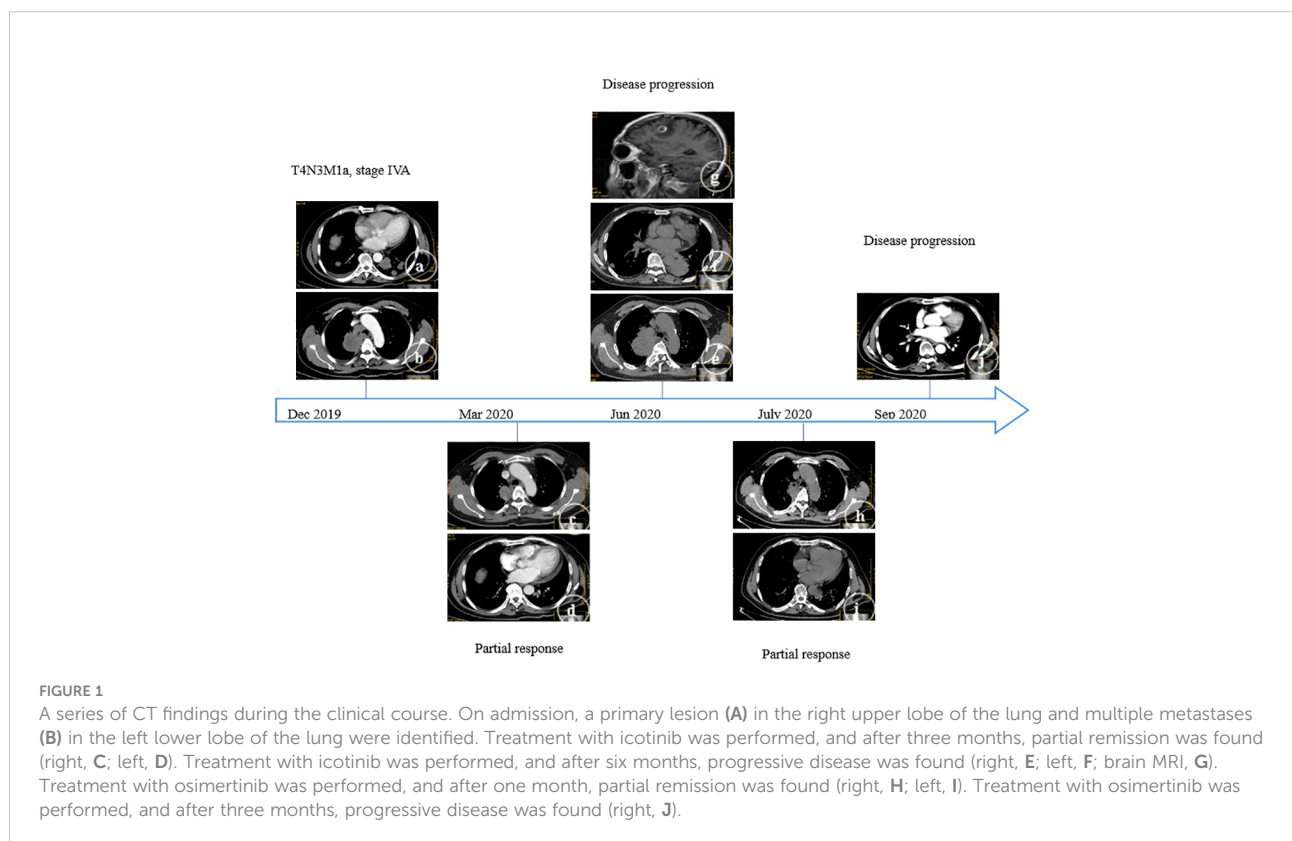 Disease progression
g
T4N3M1a, stage IVA
a
f
Disease progression
b
e
j
Dec 2019
Mar 2020
Jun 2020
July 2020
Sep 2020
c
h
d
i
Partial response
Partial response
FIGURE 1
A series of CT findings during the clinical course. On admission, a primary lesion (A) in the right upper lobe of the lung and multiple metastases
(B) in the left lower lobe of the lung were identified. Treatment with icotinib was performed, and after three months, partial remission was found
(right, C; left, D). Treatment with icotinib was performed, and after six months, progressive disease was found (right, E; left, F; brain MRI, G).
Treatment with osimertinib was performed, and after one month, partial remission was found (right, H; left, I). Treatment with osimertinib was
performed, and after three months, progressive disease was found (right, J).